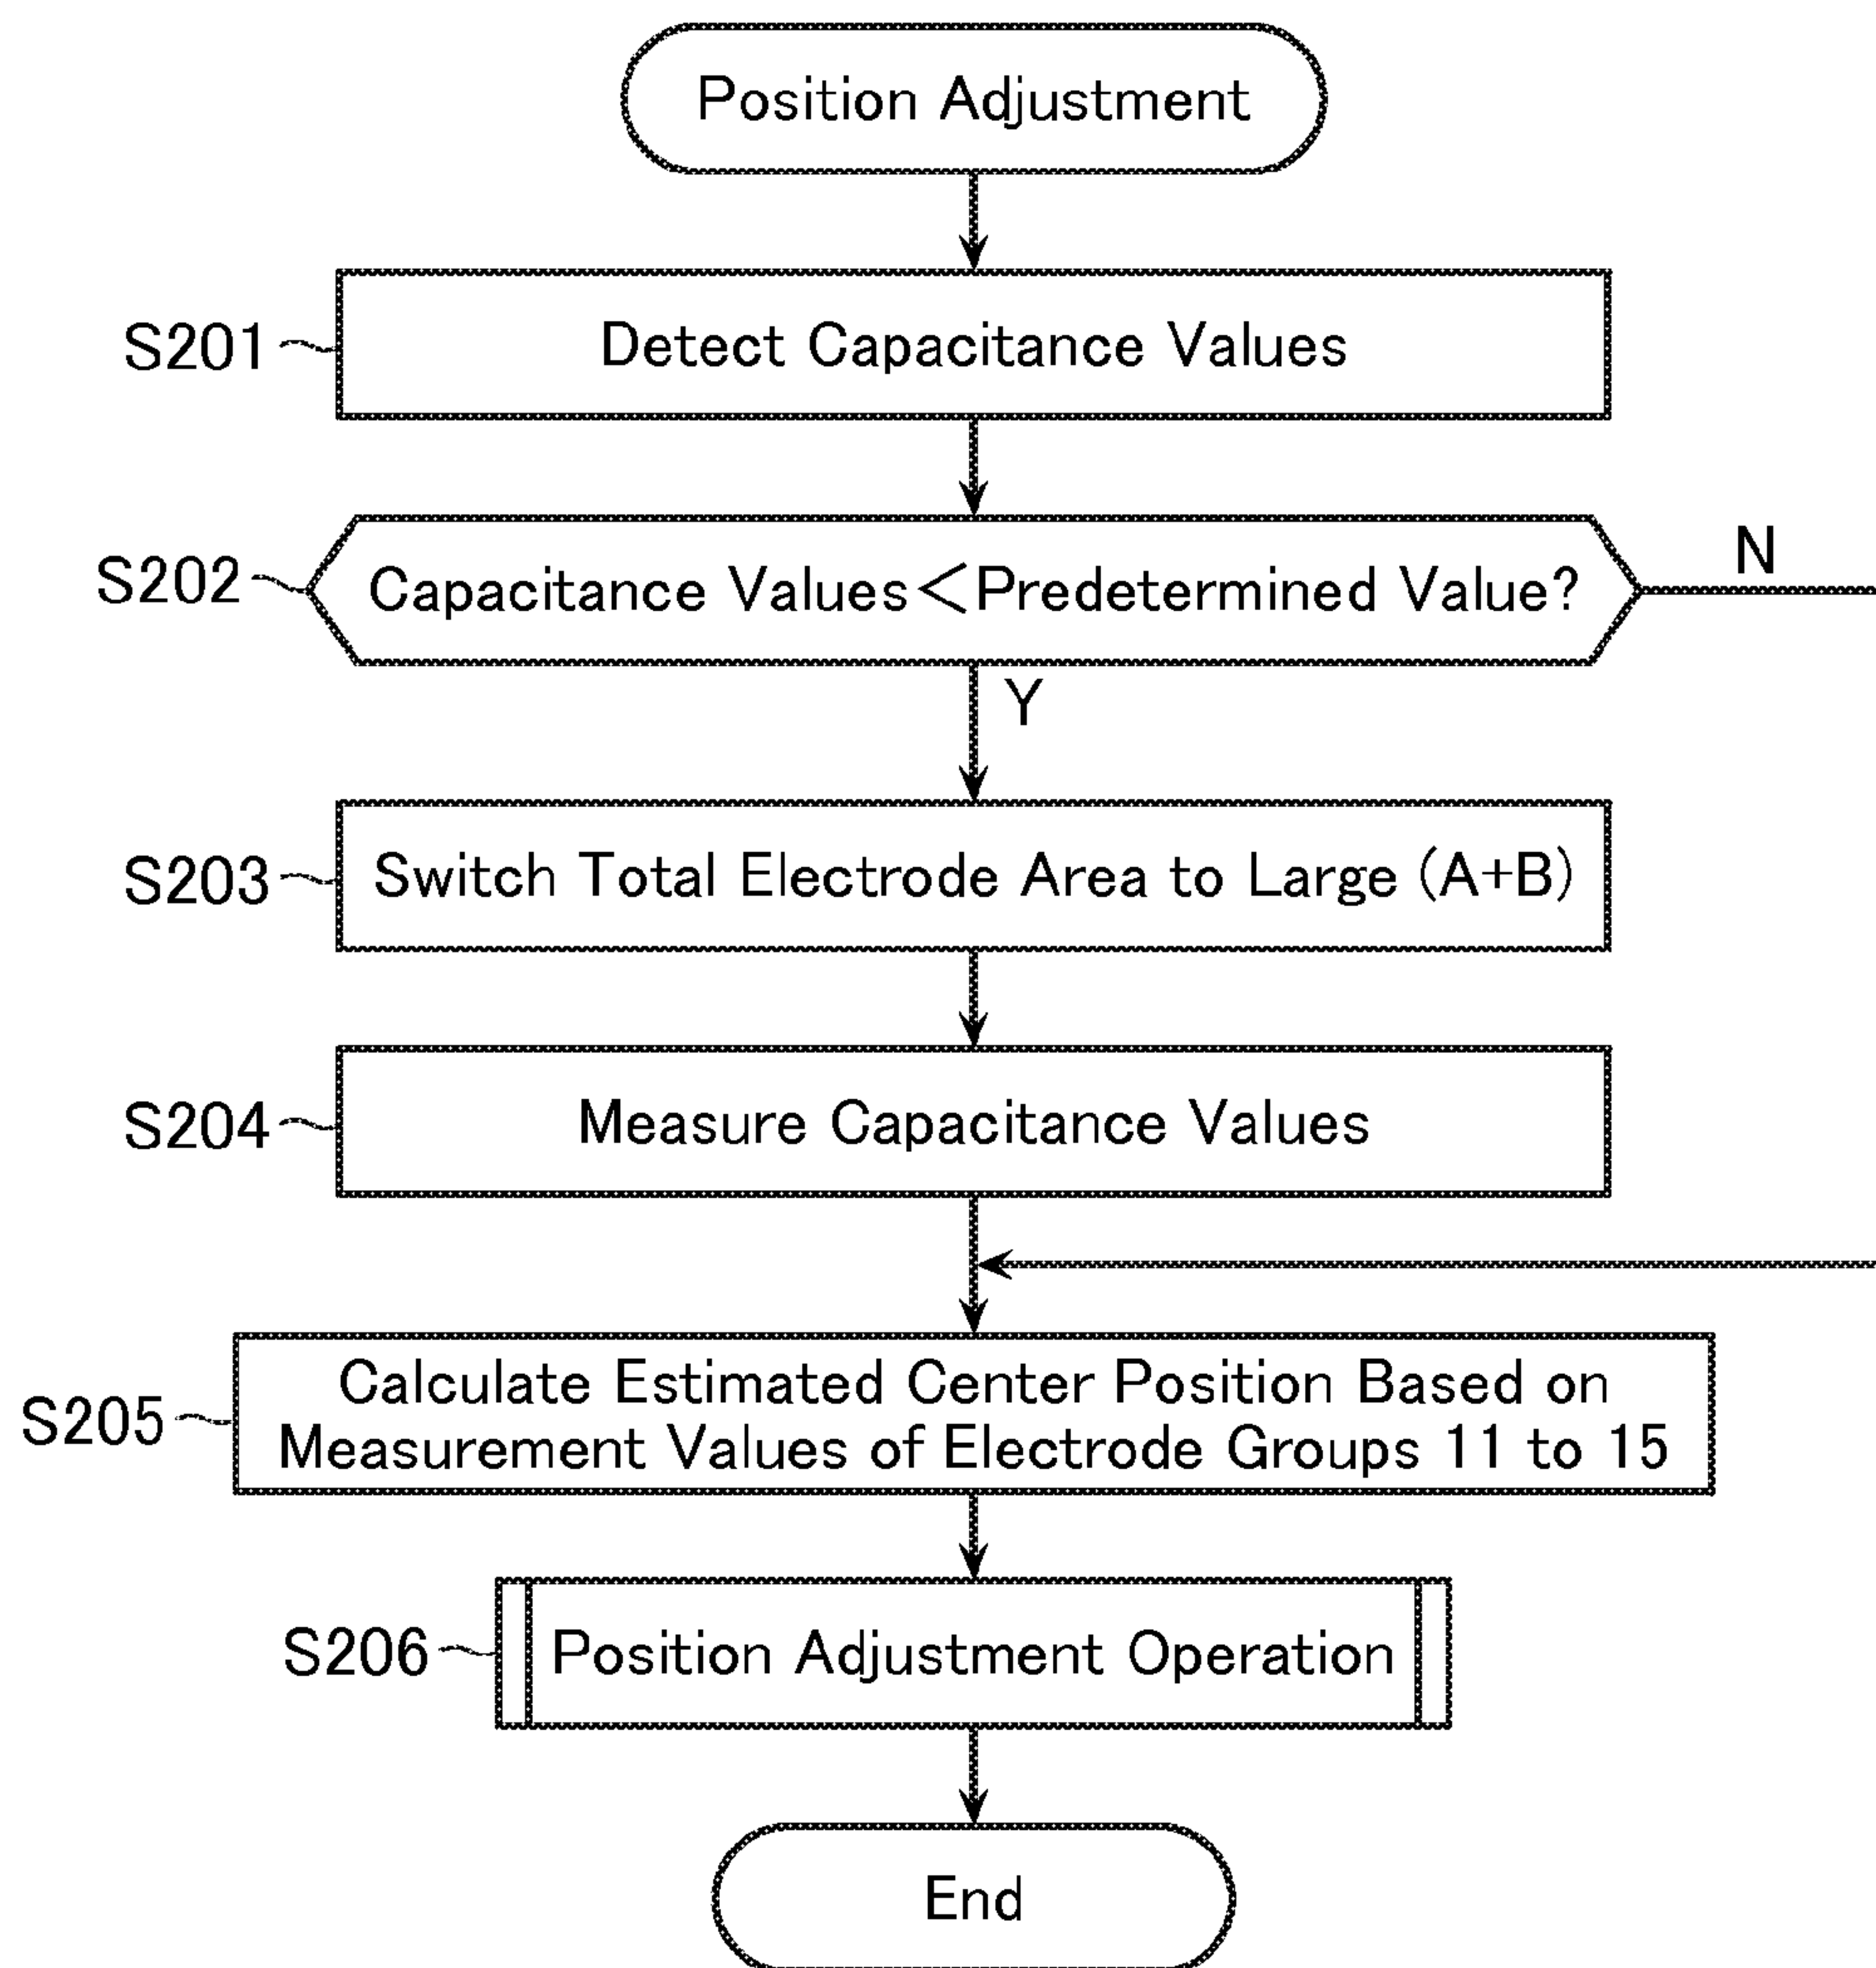 Position Adjustment
S201
Detect Capacitance Values
S202
Capacitance Values<Predetermined Value?
N
Y
S203
Switch Total Electrode Area to Large (A+B)
S204
Measure Capacitance Values
S205
Calculate Estimated Center Position Based on
Measurement Values of Electrode Groups 11 to 15
S206
Position Adjustment Operation
End